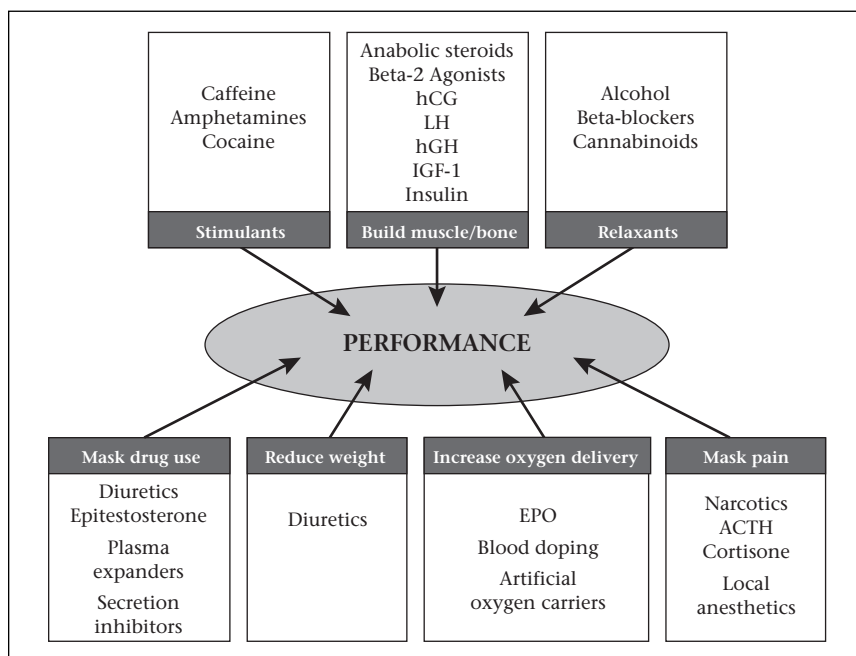 Caffeine
Amphetamines
Cocaine
Stimulants
Anabolic steroids
Beta-2 Agonists
hCG
LH
hGH
IGF-1
Insulin
Build muscle/bone
Alcohol
Beta-blockers
Cannabinoids
Relaxants
PERFORMANCE
Mask drug use
Diuretics
Epitestosterone
Plasma
expanders
Secretion
inhibitors
Reduce weight
Diuretics
Increase oxygen delivery
EPO
Blood doping
Artificial
oxygen carriers
Mask pain
Narcotics
ACTH
Cortisone
Local
anesthetics